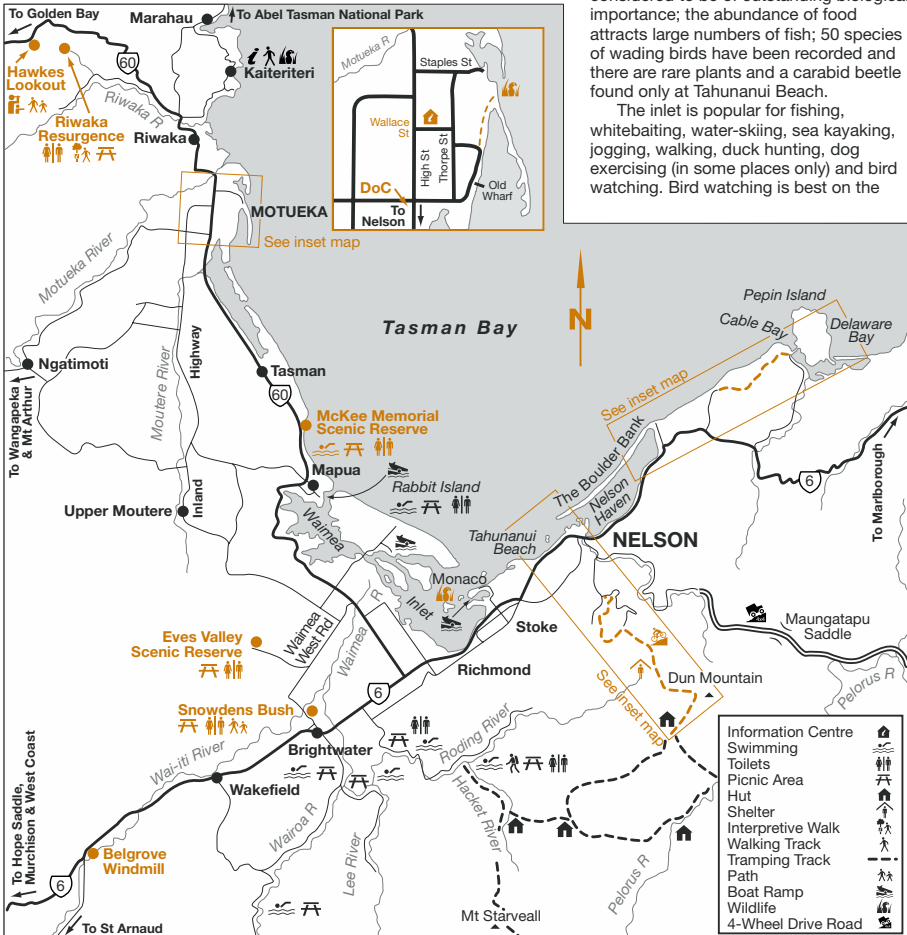 To Golden Bay
Marahau
To Abel Tasman National Park
60
Kaiteriteri
Hawkes
Lookout
Riwaka R
Riwaka
Resurgence
Riwaka
MOTUEKA
See inset map
Motueka R
Staples St
Wallace
St
High St
Thorpe St
DoC
To
Nelson
Old
Wharf
importance; the abundance of food
attracts large numbers of fish; 50 species
of wading birds have been recorded and
there are rare plants and a carabid beetle
found only at Tahunanui Beach.
The inlet is popular for fishing,
whitebaiting, water-skiing, sea kayaking,
jogging, walking, duck hunting, dog
exercising (in some places only) and bird
watching. Bird watching is best on the
Motueka River
Ngatimoti
To Wangapeka
& Mt Arthur
Moutere River
Inland
Highway
Tasman
60
Tasman Bay
N
Pepin Island
Cable Bay
Delaware
Bay
See inset map
McKee Memorial
Scenic Reserve
Mapua
Rabbit Island
Upper Moutere
Waimea
Inlet
The Boulder Bank
Nelson
Haven
6
To Marlborough
Tahunanui
Beach
NELSON
Monaco
Stoke
Maungatapu
Saddle
Waimea
West Rd
Waimea R
Eves Valley
Scenic Reserve
Richmond
6
See inset map
Dun Mountain
Pelorus R
Snowdens Bush
Brightwater
Roding River
Wai-iti River
Wakefield
Hacket River
Wairoa R
Lee River
To Hope Saddle,
Murchison & West Coast
Belgrove
Windmill
6
To St Arnaud
Mt Starveall
Pelorus R
Information Centre
Swimming
Toilets
Picnic Area
Hut
Shelter
Interpretive Walk
Walking Track
Tramping Track
Path
Boat Ramp
Wildlife
4-Wheel Drive Road